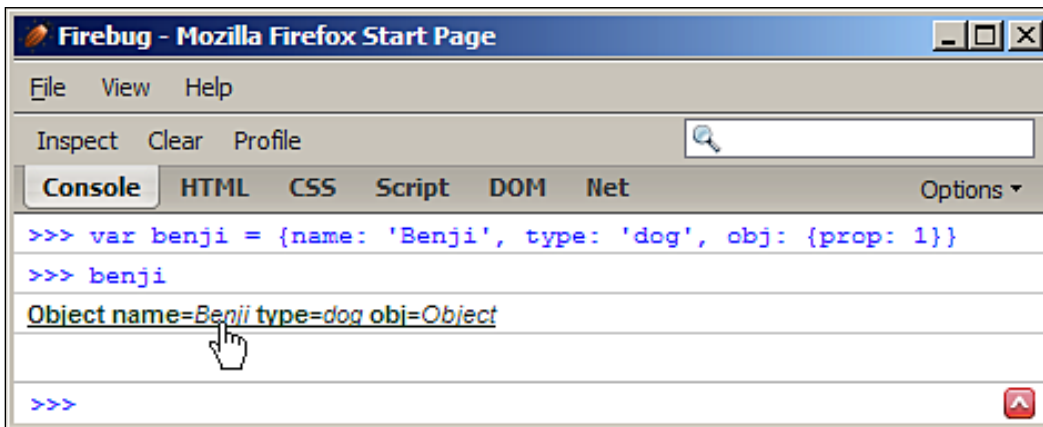 Firebug - Mozilla Firefox Start Page
File View Help
Inspect Clear Profile
Console HTML CSS Script DOM Net Options
>>> var benji = {name: 'Benji', type: 'dog', obj: {prop: 1}}
>>> benji
Object name=Benji type=dog obj=Object
>>>